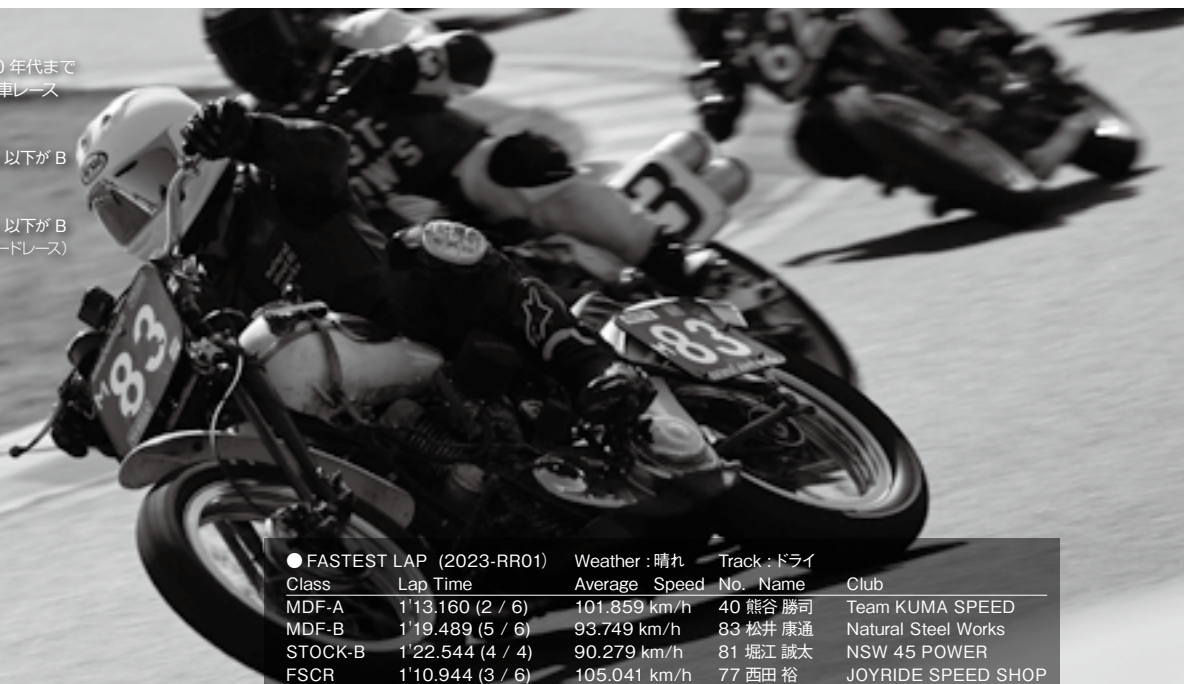 0 年代まで
車レース
以下が B
以下が B
ードレース）
3
83
83
● FASTEST LAP (2023-RR01) Weather : 晴れ Track : ドライ
Class Lap Time Average Speed No. Name Club
MDF-A 1'13.160 (2 / 6) 101.859 km/h 40 熊谷 勝司 Team KUMA SPEED
MDF-B 1'19.489 (5 / 6) 93.749 km/h 83 松井 康通 Natural Steel Works
STOCK-B 1'22.544 (4 / 4) 90.279 km/h 81 堀江 誠太 NSW 45 POWER
FSCR 1'10.944 (3 / 6) 105.041 km/h 77 西田 裕 JOYRIDE SPEED SHOP